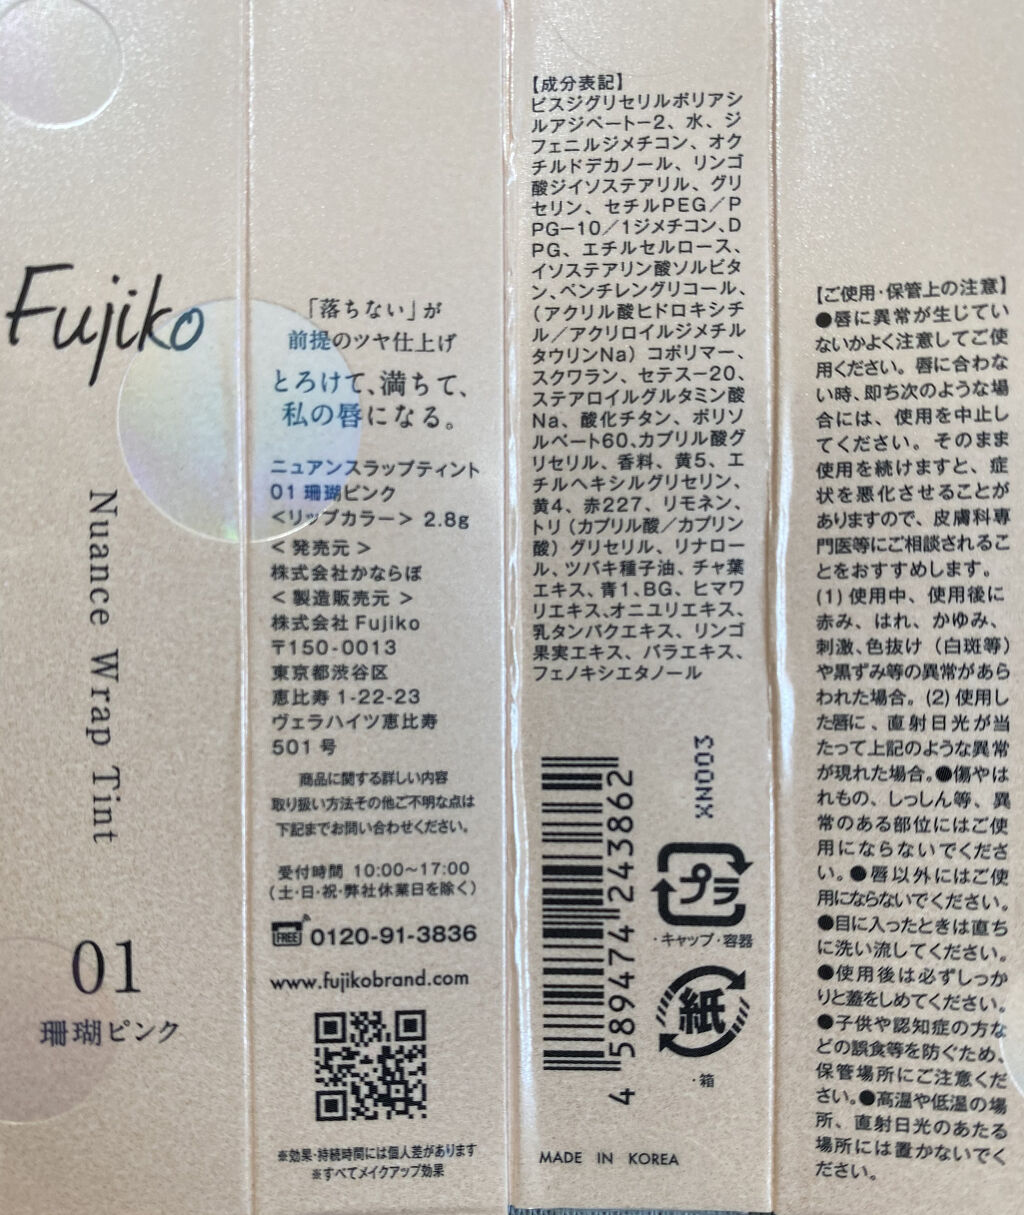 Fujiko
Nuance Wrap Tint
01
珊瑚ピンク
「落ちない」が
前提のツヤ仕上げ
とろけて、満ちて、
私の唇になる。
ニュアンスラップティント
01 珊瑚ピンク
＜リップカラー＞ 2.8g
＜ 発売元 ＞
株式会社かならぼ
＜ 製造販売元 ＞
株式会社 Fujiko
〒150-0013
東京都渋谷区
恵比寿 1-22-23
ヴェラハイツ恵比寿
501 号
商品に関する詳しい内容
取り扱い方法その他ご不明な点は
下記までお問い合わせください。
受付時間 10:00〜17:00
（土・日・祝・弊社休業日を除く）
FREE 0120-91-3836
www.fujikobrand.com
※効果・持続時間には個人差があります
※すべてメイクアップ効果
【成分表記】
ビスジグリセリルポリアシ
ルアジペート−2、水、ジ
フェニルジメチコン、オク
チルドデカノール、リンゴ
酸ジイソステアリル、グリ
セリン、セチルPEG／P
PG−10／1ジメチコン、D
PG、エチルセルロース、
イソステアリン酸ソルビタ
ン、ペンチレングリコール、
（アクリル酸ヒドロキシチ
ル／アクリロイルジメチル
タウリンNa）コポリマー、
スクワラン、セテス−20、
ステアロイルグルタミン酸
Na、酸化チタン、ポリソ
ルベート60、カプリル酸グ
リセリル、香料、黄5、エ
チルヘキシルグリセリン、
黄4、赤227、リモネン、
トリ（カプリル酸／カプリン
酸）グリセリル、リナロー
ル、ツバキ種子油、チャ葉
エキス、青1、BG、ヒマワ
リエキス、オニユリエキス、
乳タンパクエキス、リンゴ
果実エキス、バラエキス、
フェノキシエタノール
XN003
4 589474 243862
プラ
・キャップ・容器
紙
・箱
MADE IN KOREA
【ご使用・保管上の注意】
●唇に異常が生じてい
ないかよく注意してご使
用ください。唇に合わな
い時、即ち次のような場
合には、使用を中止し
てください。そのまま
使用を続けますと、症
状を悪化させることが
ありますので、皮膚科専
門医等にご相談されるこ
とをおすすめします。
(1) 使用中、使用後に
赤み、はれ、かゆみ、
刺激、色抜け（白斑等）
や黒ずみ等の異常があら
われた場合。(2) 使用し
た唇に、直射日光が当
たって上記のような異常
が現れた場合。●傷やは
れもの、しっしん等、異
常のある部位にはご使
用にならないでくださ
い。●唇以外にはご使
用にならないでください。
●目に入ったときは直ち
に洗い流してください。
●使用後は必ずしっか
りと蓋をしめてください。
●子供や認知症の方な
どの誤食等を防ぐため、
保管場所にご注意くだ
さい。●高温や低温の場
所、直射日光のあたる
場所には置かないでく
ださい。